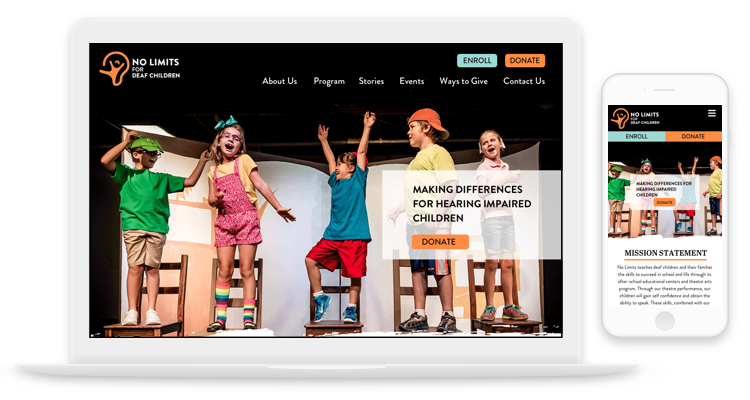 NO LIMITS
FOR
DEAF CHILDREN
ENROLL
DONATE
About Us
Program
Stories
Events
Ways to Give
Contact Us
MAKING DIFFERENCES
FOR HEARING IMPAIRED
CHILDREN
DONATE
NO LIMITS
FOR
DEAF CHILDREN
ENROLL
DONATE
MAKING DIFFERENCES FOR
HEARING IMPAIRED
CHILDREN
DONATE
MISSION STATEMENT
No Limits teaches deaf children and their families
the skills to succeed in school and life through its
after-school educational centers and theatre arts
program. Through our theatre performance, our
children will gain self confidence and obtain the
ability to speak. These skills, combined with our